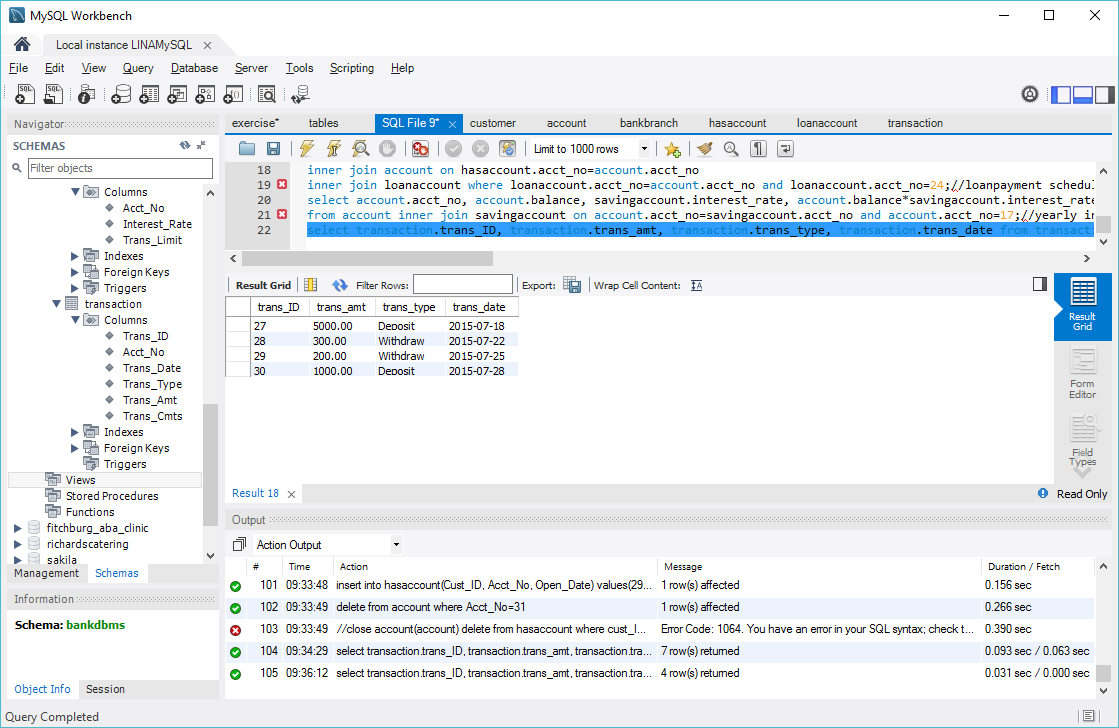 MySQL Workbench
Local instance LINAMySQL
File Edit View Query Database Server Tools Scripting Help
Navigator
SCHEMAS
Filter objects
Columns
Acct_No
Interest_Rate
Trans_Limit
Indexes
Foreign Keys
Triggers
transaction
Columns
Trans_ID
Acct_No
Trans_Date
Trans_Type
Trans_Amt
Trans_Cmts
Indexes
Foreign Keys
Triggers
Views
Stored Procedures
Functions
fitchburg_aba_clinic
richardscatering
sakila
Management Schemas
Information
Schema: bankdbms
Object Info Session
Query Completed
exercise* tables SQL File 9* customer account bankbranch hasaccount loanaccount transaction
Limit to 1000 rows
18 inner join account on hasaccount.acct_no=account.acct_no
19 inner join loanaccount where loanaccount.acct_no=account.acct_no and loanaccount.acct_no=24;//loanpayment schedul
20 select account.acct_no, account.balance, savingaccount.interest_rate, account.balance*savingaccount.interest_rate
21 from account inner join savingaccount on account.acct_no=savingaccount.acct_no and account.acct_no=17;//yearly in
22 select transaction.trans_ID, transaction.trans_amt, transaction.trans_type, transaction.trans_date from transact
Result Grid Filter Rows: Export: Wrap Cell Content:
trans_ID trans_amt trans_type trans_date
27 5000.00 Deposit 2015-07-18
28 300.00 Withdraw 2015-07-22
29 200.00 Withdraw 2015-07-25
30 1000.00 Deposit 2015-07-28
Result Grid
Form Editor
Field Types
Result 18
Read Only
Output
Action Output
# Time Action Message Duration / Fetch
101 09:33:48 insert into hasaccount(Cust_ID, Acct_No, Open_Date) values(29... 1 row(s) affected 0.156 sec
102 09:33:49 delete from account where Acct_No=31 1 row(s) affected 0.266 sec
103 09:33:49 //close account(account) delete from hasaccount where cust_I... Error Code: 1064. You have an error in your SQL syntax; check t... 0.390 sec
104 09:34:29 select transaction.trans_ID, transaction.trans_amt, transaction.tra... 7 row(s) returned 0.093 sec / 0.063 sec
105 09:36:12 select transaction.trans_ID, transaction.trans_amt, transaction.tra... 4 row(s) returned 0.031 sec / 0.000 sec